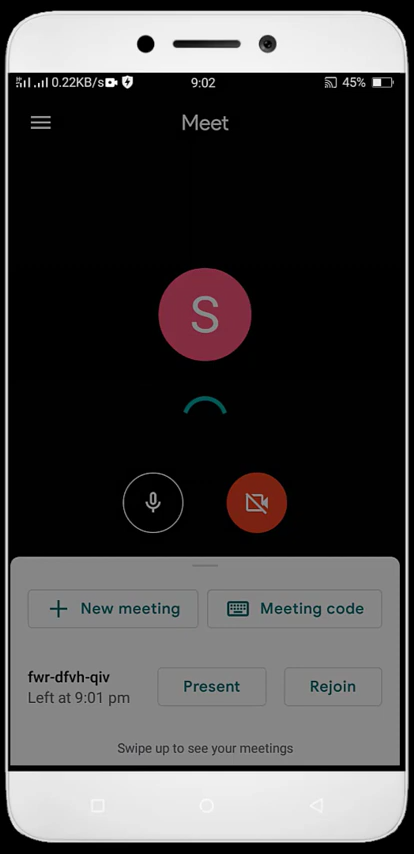 0.22KB/s 9:02 45%
Meet
S
New meeting Meeting code
fwr-dfvh-qiv
Left at 9:01 pm
Present Rejoin
Swipe up to see your meetings